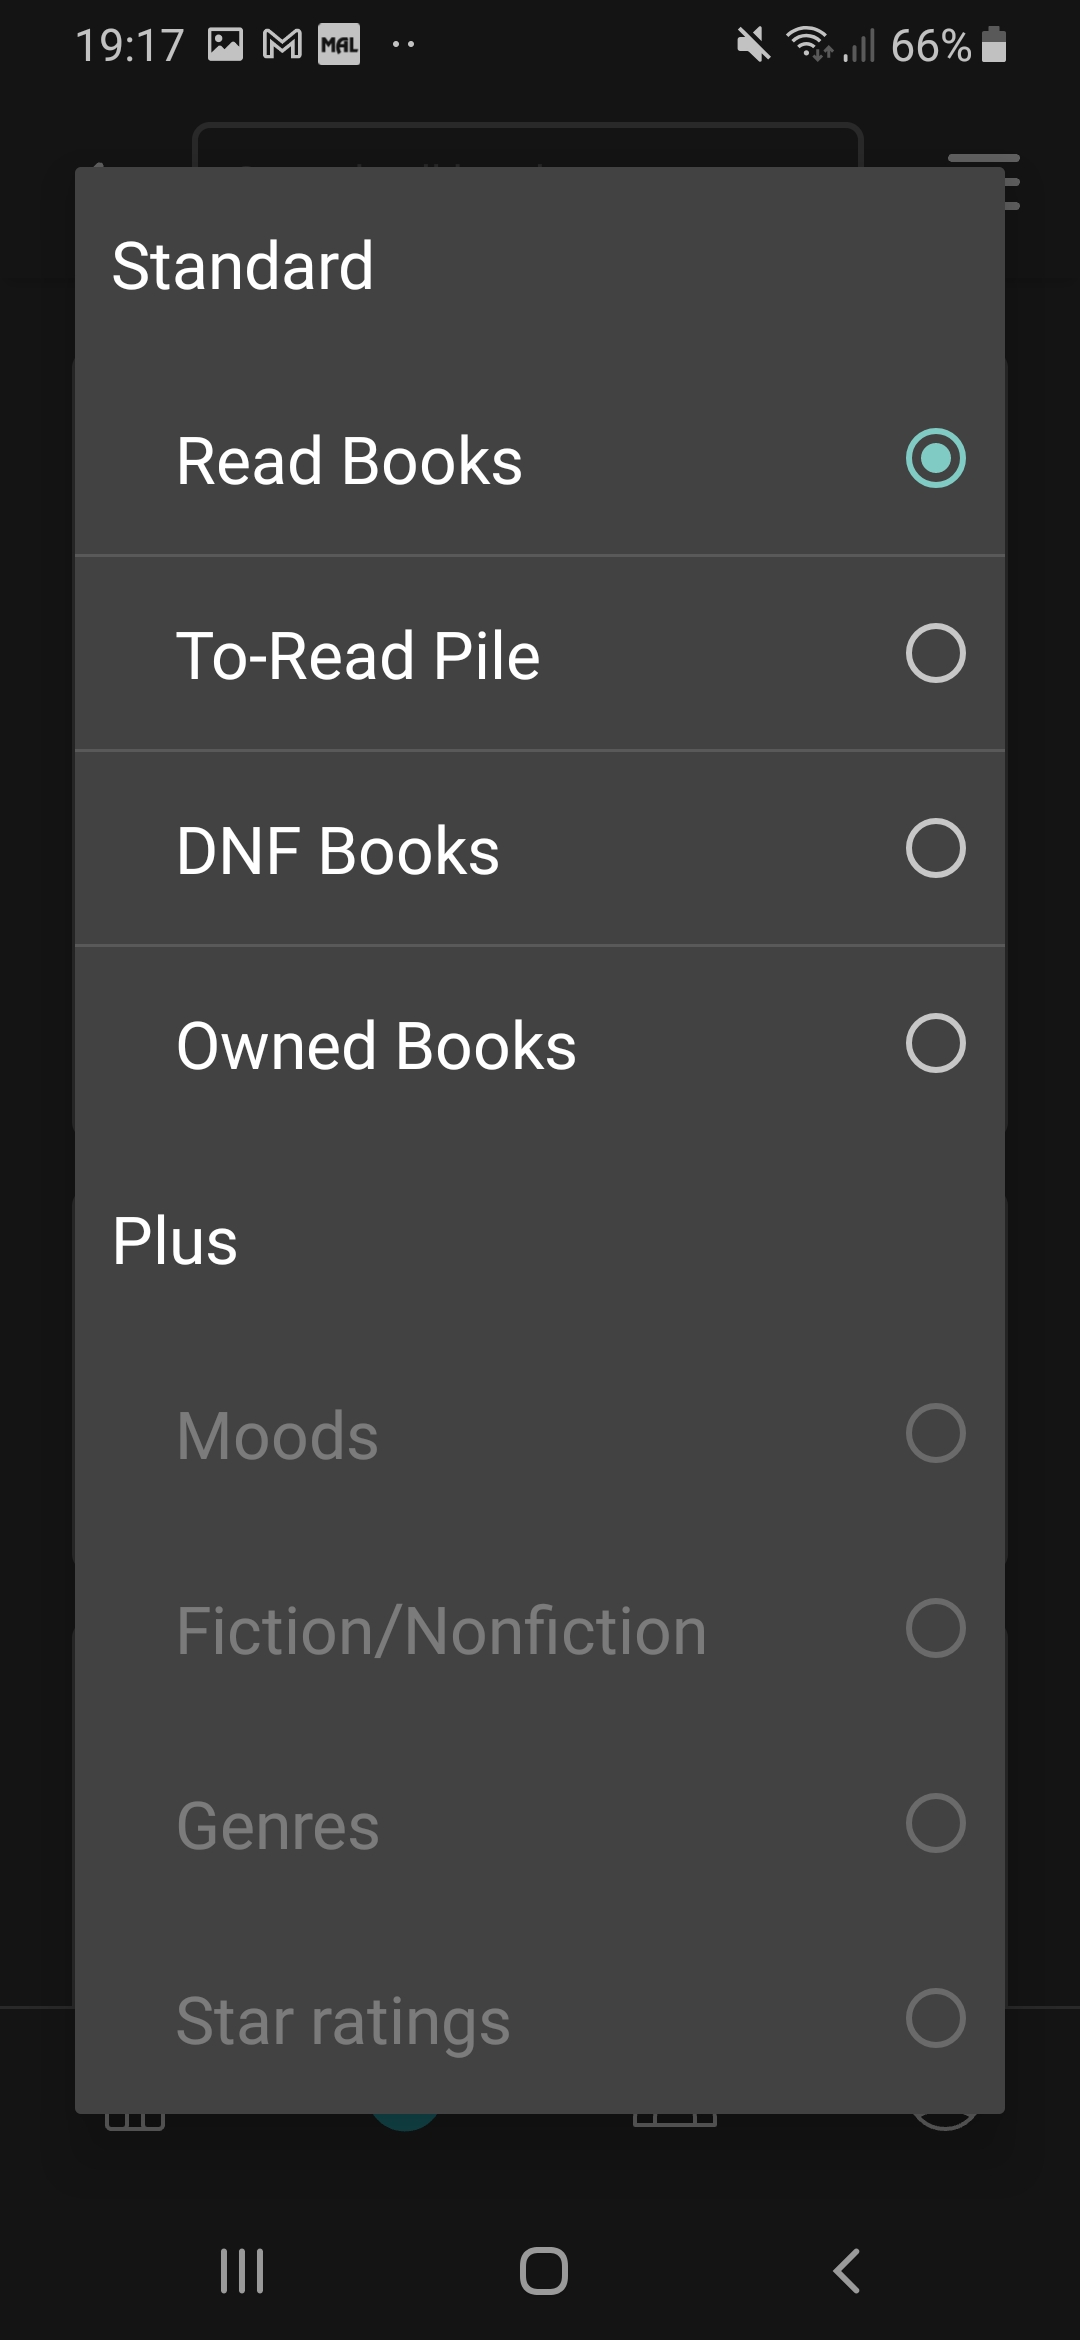 19:17 MAL 66%
Standard
Read Books
To-Read Pile
DNF Books
Owned Books
Plus
Moods
Fiction/Nonfiction
Genres
Star ratings